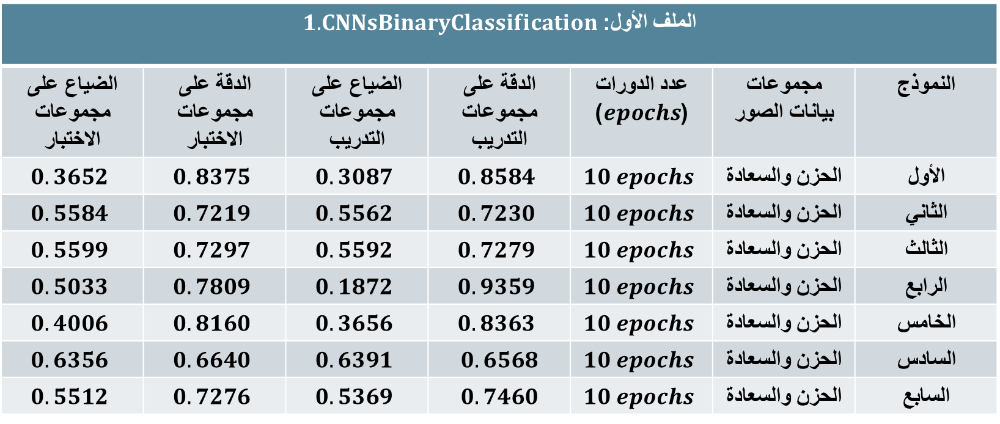 الملف الأول: 1.CNNsBinaryClassification
النموذج
مجموعات
بيانات الصور
عدد الدورات
(epochs)
الدقة على
مجموعات
التدريب
الضياع على
مجموعات
التدريب
الدقة على
مجموعات
الاختبار
الضياع على
مجموعات
الاختبار
الأول الحزن والسعادة 10 epochs 0.8584 0.3087 0.8375 0.3652
الثاني الحزن والسعادة 10 epochs 0.7230 0.5562 0.7219 0.5584
الثالث الحزن والسعادة 10 epochs 0.7279 0.5592 0.7297 0.5599
الرابع الحزن والسعادة 10 epochs 0.9359 0.1872 0.7809 0.5033
الخامس الحزن والسعادة 10 epochs 0.8363 0.3656 0.8160 0.4006
السادس الحزن والسعادة 10 epochs 0.6568 0.6391 0.6640 0.6356
السابع الحزن والسعادة 10 epochs 0.7460 0.5369 0.7276 0.5512